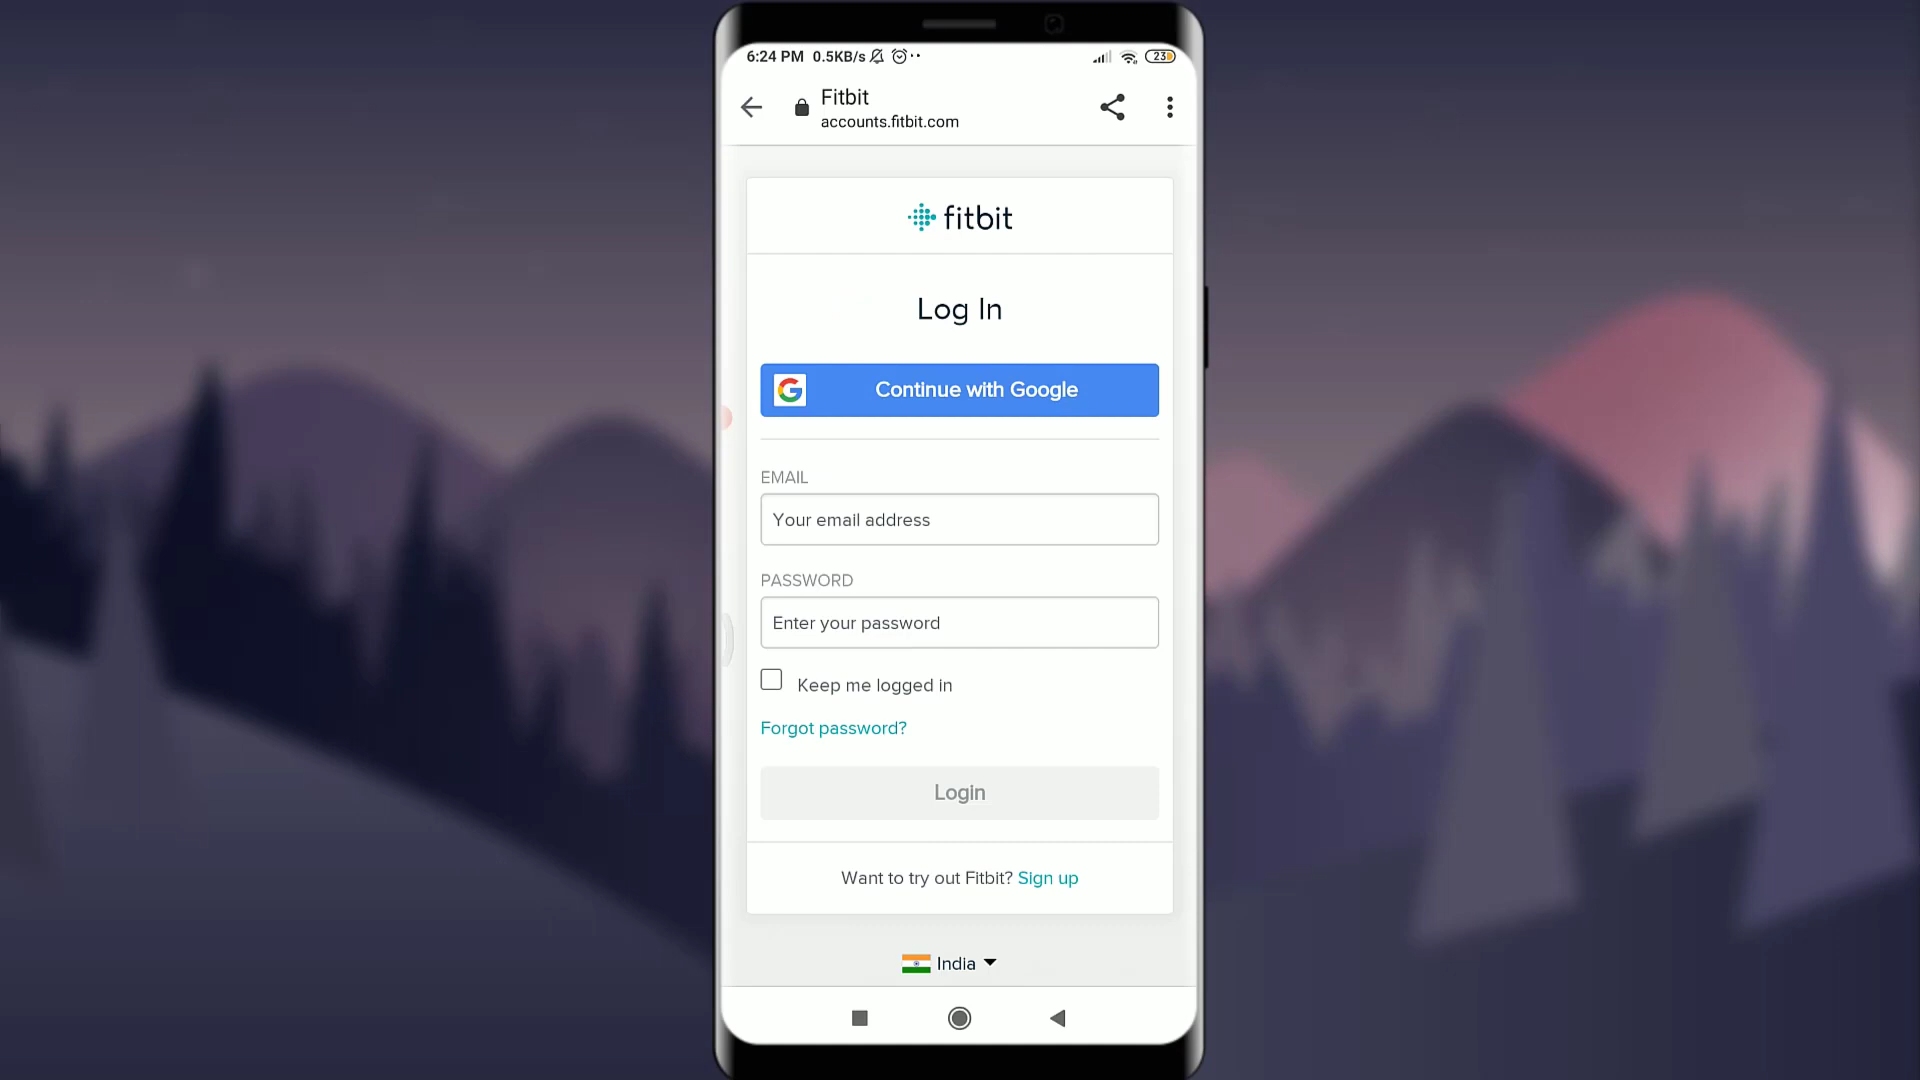 6:24 PM 0.5KB/s
23
Fitbit
accounts.fitbit.com
fitbit
Log In
G Continue with Google
EMAIL
Your email address
PASSWORD
Enter your password
Keep me logged in
Forgot password?
Login
Want to try out Fitbit? Sign up
India